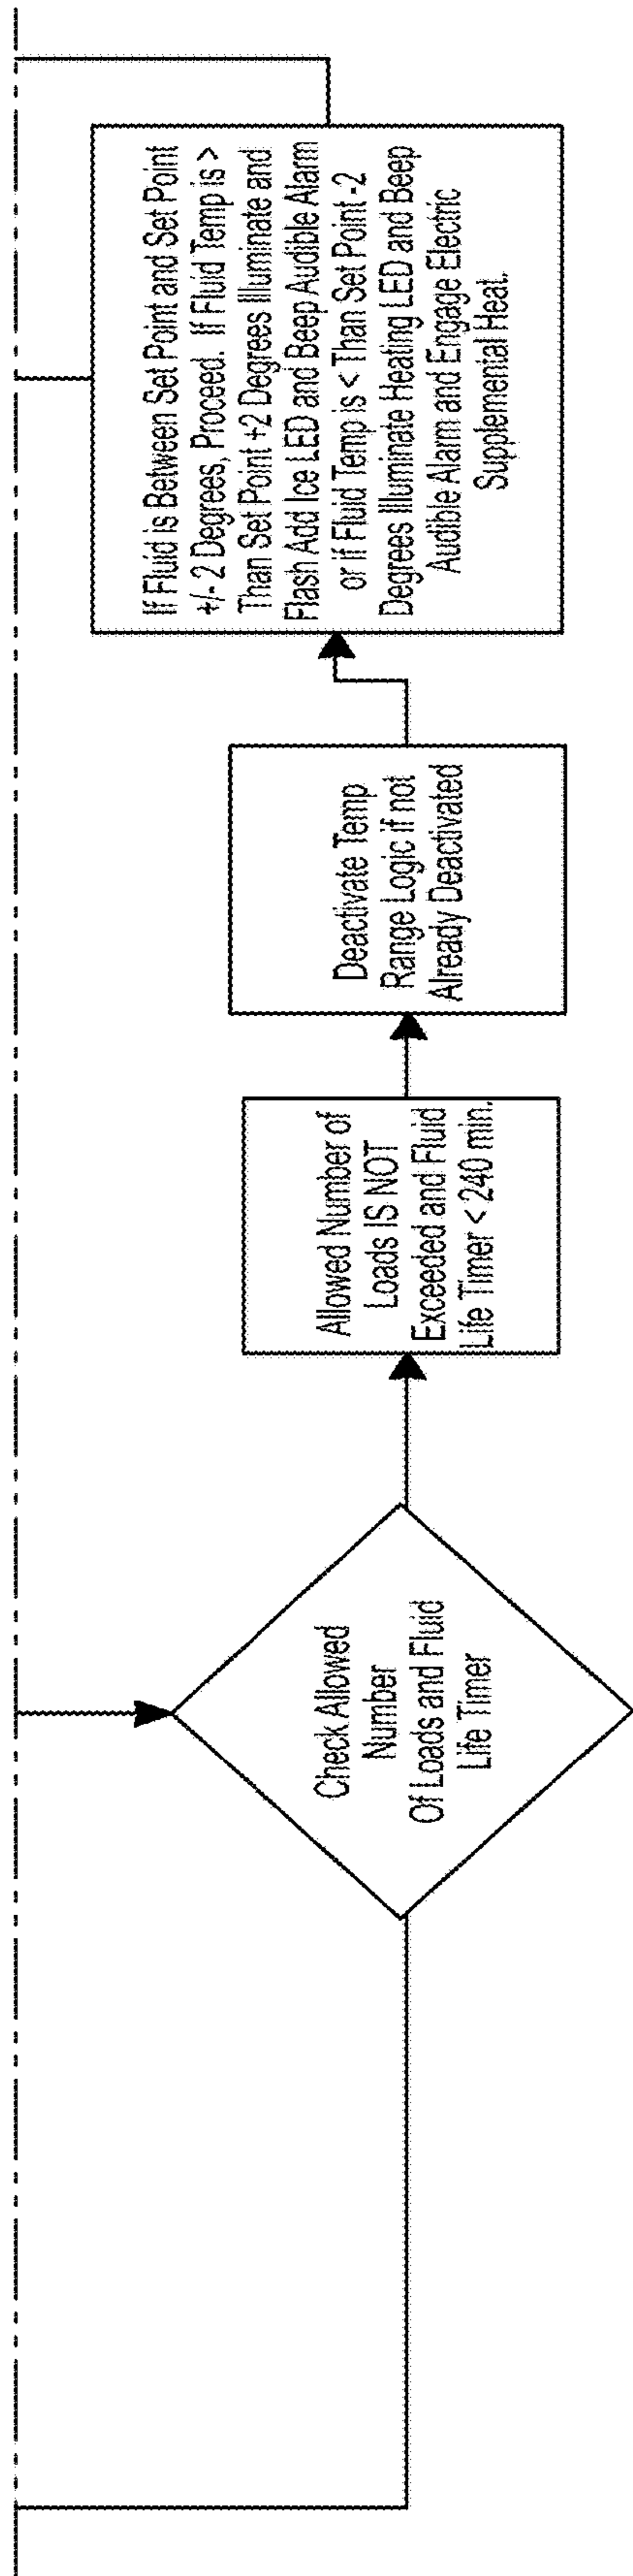 Check Allowed
Number
Of Loads and Fluid
Life Timer
Allowed Number of
Loads IS NOT
Exceeded and Fluid
Life Timer < 240 min.
Deactivate Temp
Range Logic if not
Already Deactivated
If Fluid is Between Set Point and Set Point
+/- 2 Degrees, Proceed. If Fluid Temp is >
Than Set Point +2 Degrees Illuminate and
Flash Add Ice LED and Beep Audible Alarm
or if Fluid Temp is < Than Set Point -2
Degrees Illuminate Heating LED and Beep
Audible Alarm and Engage Electric
Supplemental Heat.